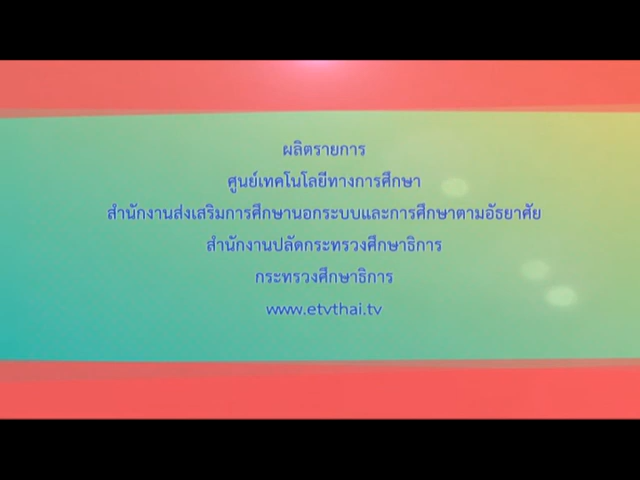 ผลิตรายการ
ศูนย์เทคโนโลยีทางการศึกษา
สำนักงานส่งเสริมการศึกษานอกระบบและการศึกษาตามอัธยาศัย
สำนักงานปลัดกระทรวงศึกษาธิการ
กระทรวงศึกษาธิการ
www.etvthai.tv